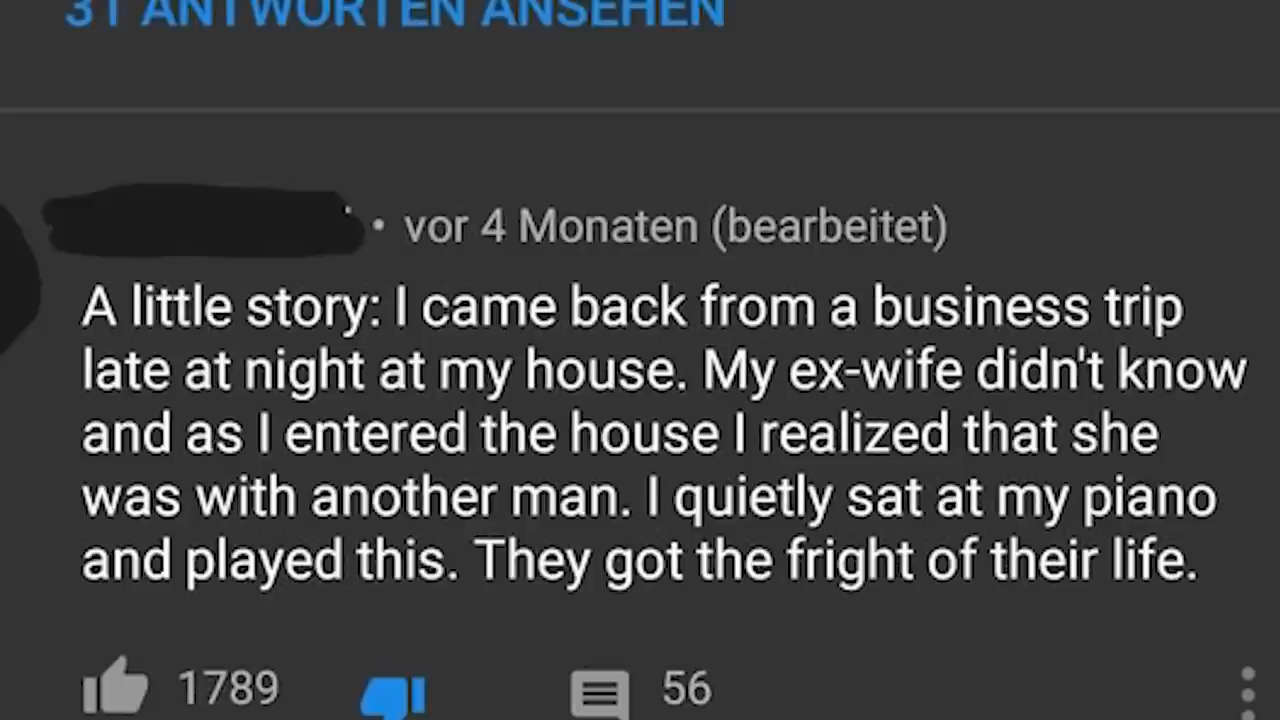 31 ANTWORTEN ANSEHEN
• vor 4 Monaten (bearbeitet)
A little story: I came back from a business trip
late at night at my house. My ex-wife didn't know
and as I entered the house I realized that she
was with another man. I quietly sat at my piano
and played this. They got the fright of their life.
1789 56